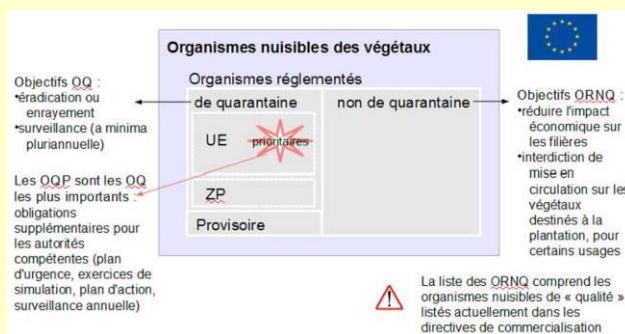 Organismes nuisibles des végétaux
Organismes réglementés
de quarantaine
non de quarantaine
UE
prioritaires
ZP
Provisoire
Objectifs OQ :
•éradication ou
enrayement
•surveillance (a minima
pluriannuelle)
Les OQP sont les OQ
les plus importants :
obligations
supplémentaires pour
les autorités
compétentes (plan
d'urgence, exercices de
simulation, plan d'action,
surveillance annuelle)
Objectifs ORNQ :
•réduire l'impact
économique sur
les filières
•interdiction de
mise en
circulation sur les
végétaux
destinés à la
plantation, pour
certains usages
La liste des ORNQ comprend les
organismes nuisibles de « qualité »
listés actuellement dans les
directives de commercialisation